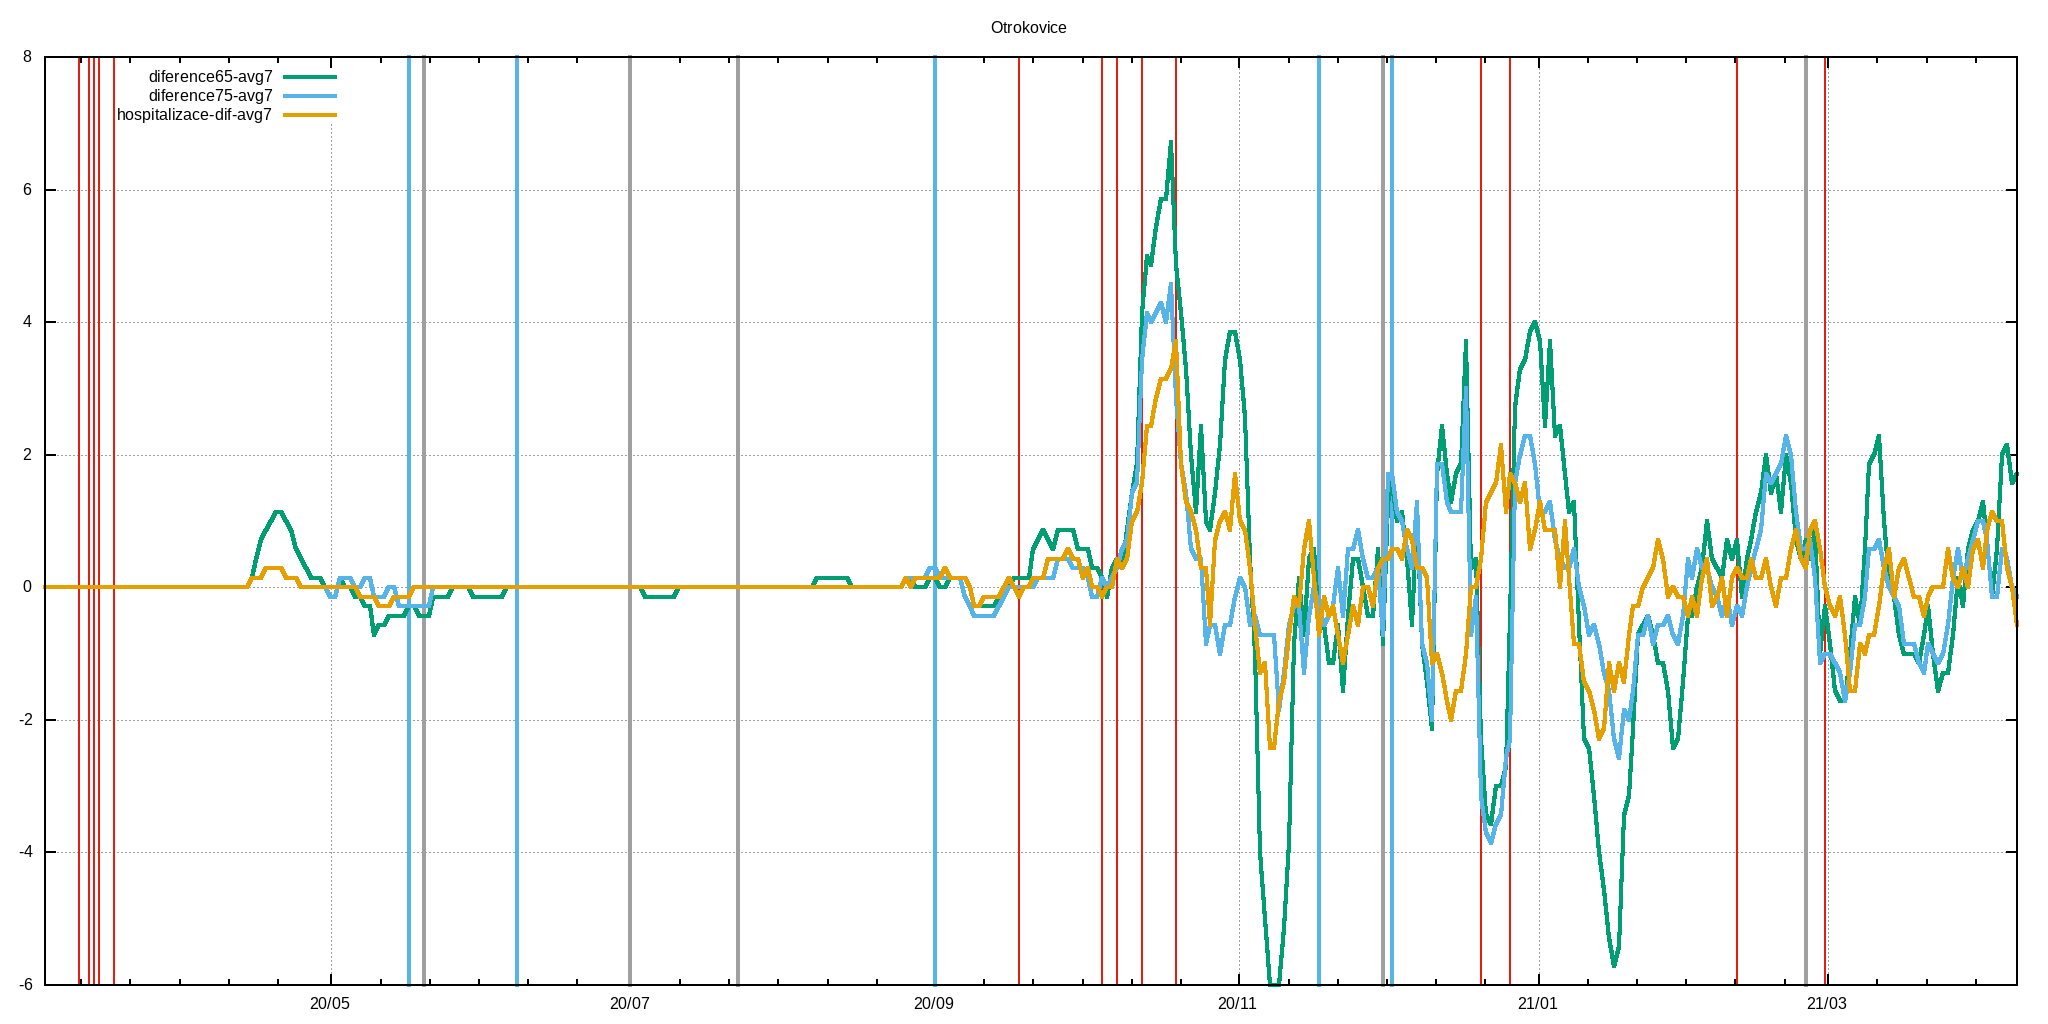 Otrokovice
8
6
4
2
0
-2
-4
-6
diference65-avg7
diference75-avg7
hospitalizace-dif-avg7
20/05 20/07 20/09 20/11 21/01 21/03